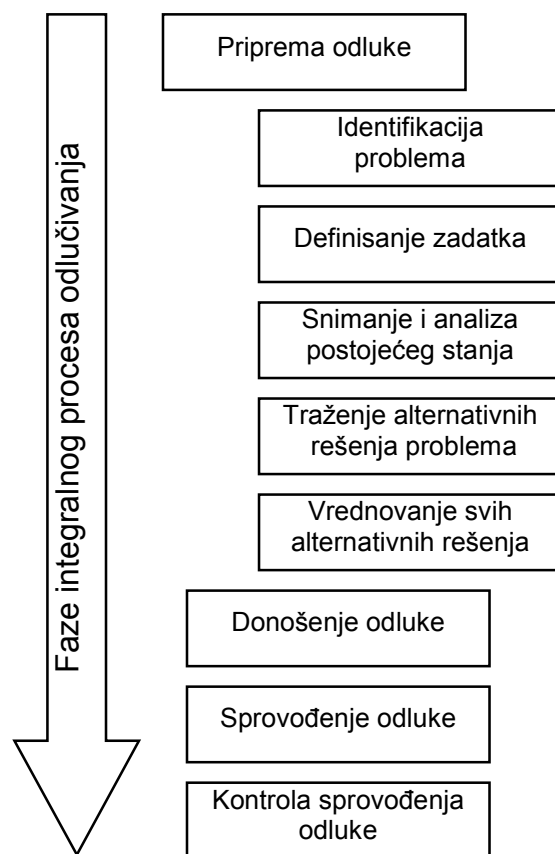 Faze integralnog procesa odlučivanja
Priprema odluke
Identifikacija
problema
Definisanje zadatka
Snimanje i analiza
postojećeg stanja
Traženje alternativnih
rešenja problema
Vrednovanje svih
alternativnih rešenja
Donošenje odluke
Sprovođenje odluke
Kontrola sprovođenja
odluke